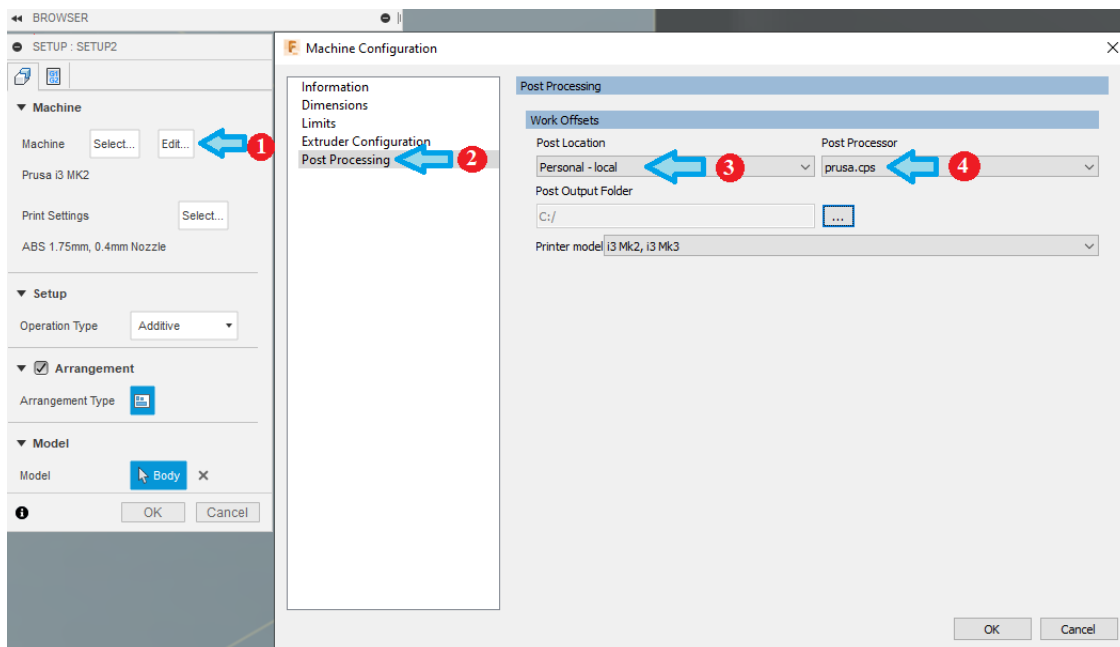 BROWSER
SETUP : SETUP2
Machine
Machine Select... Edit... 1
Prusa i3 MK2
Print Settings Select...
ABS 1.75mm, 0.4mm Nozzle
Setup
Operation Type Additive
Arrangement
Arrangement Type
Model
Model Body
OK Cancel
Machine Configuration
Information
Dimensions
Limits
Extruder Configuration
Post Processing 2
Post Processing
Work Offsets
Post Location Post Processor
Personal - local 3 prusa.cps 4
Post Output Folder
C:/ ...
Printer model i3 Mk2, i3 Mk3
OK Cancel